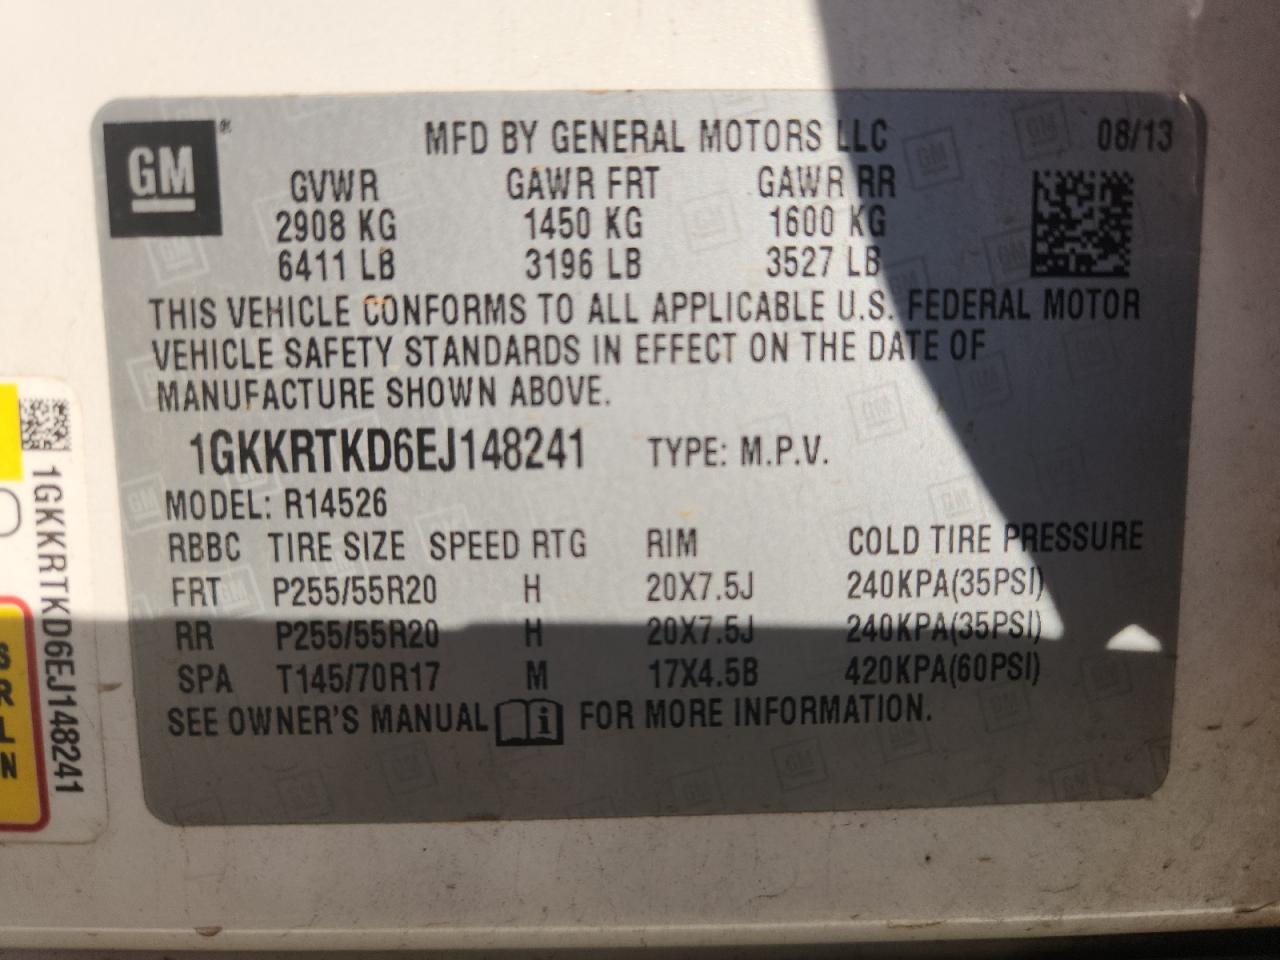 GM ®
MFD BY GENERAL MOTORS LLC 08/13
GVWR GAWR FRT GAWR RR
2908 KG 1450 KG 1600 KG
6411 LB 3196 LB 3527 LB
THIS VEHICLE CONFORMS TO ALL APPLICABLE U.S. FEDERAL MOTOR
VEHICLE SAFETY STANDARDS IN EFFECT ON THE DATE OF
MANUFACTURE SHOWN ABOVE.
1GKKRTKD6EJ148241 TYPE: M.P.V.
MODEL: R14526
RBBC TIRE SIZE SPEED RTG RIM COLD TIRE PRESSURE
FRT P255/55R20 H 20X7.5J 240KPA(35PSI)
RR P255/55R20 H 20X7.5J 240KPA(35PSI)
SPA T145/70R17 M 17X4.5B 420KPA(60PSI)
SEE OWNER'S MANUAL i FOR MORE INFORMATION.
1GKKRTKD6EJ148241
S
R
L
N